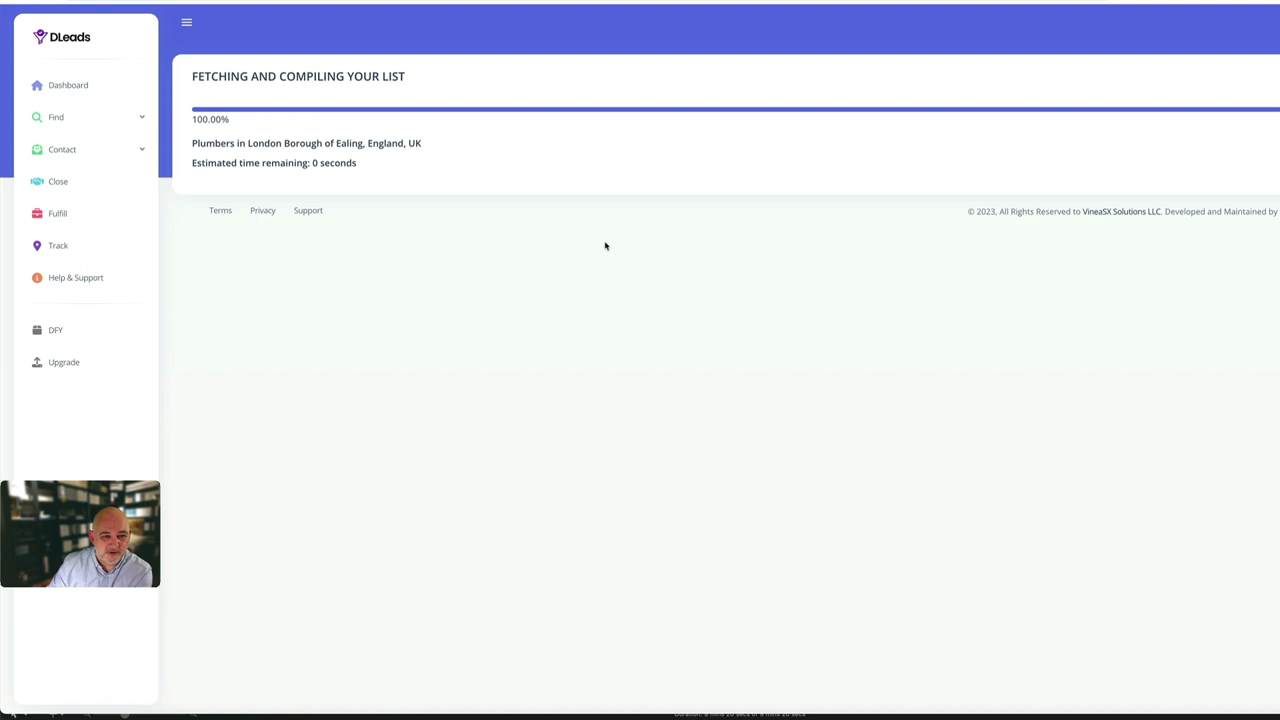 DLeads
Dashboard
Find
Contact
Close
Fulfill
Track
Help & Support
DFY
Upgrade
FETCHING AND COMPILING YOUR LIST
100.00%
Plumbers in London Borough of Ealing, England, UK
Estimated time remaining: 0 seconds
Terms
Privacy
Support
© 2023, All Rights Reserved to VineaSX Solutions LLC. Developed and Maintained by